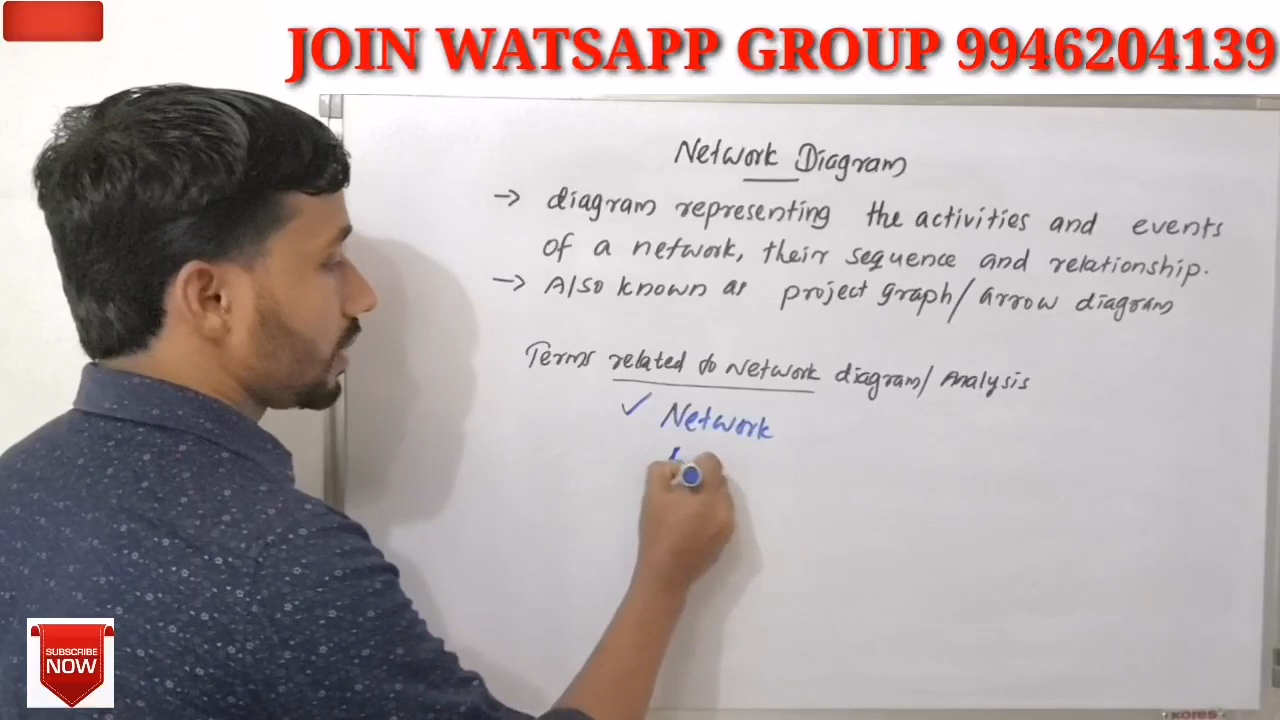 JOIN WATSAPP GROUP 9946204139
Network Diagram
→ diagram representing the activities and events
of a network, their sequence and relationship.
→ Also known as project graph/ arrow diagram
Terms related to Network diagram/ Analysis
✓ Network
SUBSCRIBE
NOW
KORES